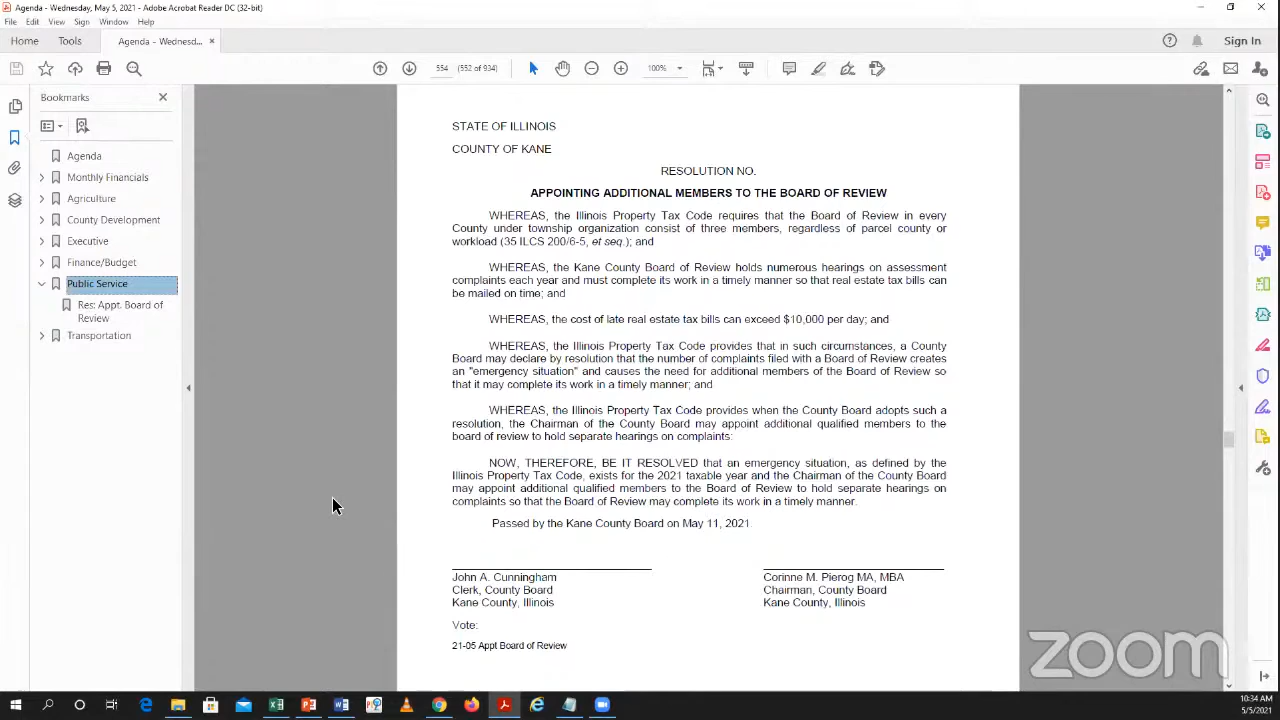 Agenda - Wednesday, May 5, 2021 - Adobe Acrobat Reader DC (32-bit)
File Edit View Sign Window Help
Home Tools Agenda - Wednesd... × Sign In
554 (552 of 934) 100%
Bookmarks
Agenda
Monthly Financials
Agriculture
County Development
Executive
Finance/Budget
Public Service
Res: Appt. Board of
Review
Transportation
STATE OF ILLINOIS
COUNTY OF KANE
RESOLUTION NO.
APPOINTING ADDITIONAL MEMBERS TO THE BOARD OF REVIEW
WHEREAS, the Illinois Property Tax Code requires that the Board of Review in every
County under township organization consist of three members, regardless of parcel county or
workload (35 ILCS 200/6-5, et seq.); and
WHEREAS, the Kane County Board of Review holds numerous hearings on assessment
complaints each year and must complete its work in a timely manner so that real estate tax bills can
be mailed on time; and
WHEREAS, the cost of late real estate tax bills can exceed $10,000 per day; and
WHEREAS, the Illinois Property Tax Code provides that in such circumstances, a County
Board may declare by resolution that the number of complaints filed with a Board of Review creates
an "emergency situation" and causes the need for additional members of the Board of Review so
that it may complete its work in a timely manner; and
WHEREAS, the Illinois Property Tax Code provides when the County Board adopts such a
resolution, the Chairman of the County Board may appoint additional qualified members to the
board of review to hold separate hearings on complaints:
NOW, THEREFORE, BE IT RESOLVED that an emergency situation, as defined by the
Illinois Property Tax Code, exists for the 2021 taxable year and the Chairman of the County Board
may appoint additional qualified members to the Board of Review to hold separate hearings on
complaints so that the Board of Review may complete its work in a timely manner.
Passed by the Kane County Board on May 11, 2021.
John A. Cunningham
Clerk, County Board
Kane County, Illinois
Corinne M. Pierog MA, MBA
Chairman, County Board
Kane County, Illinois
Vote:
21-05 Appt Board of Review
zoom
10:34 AM
5/5/2021